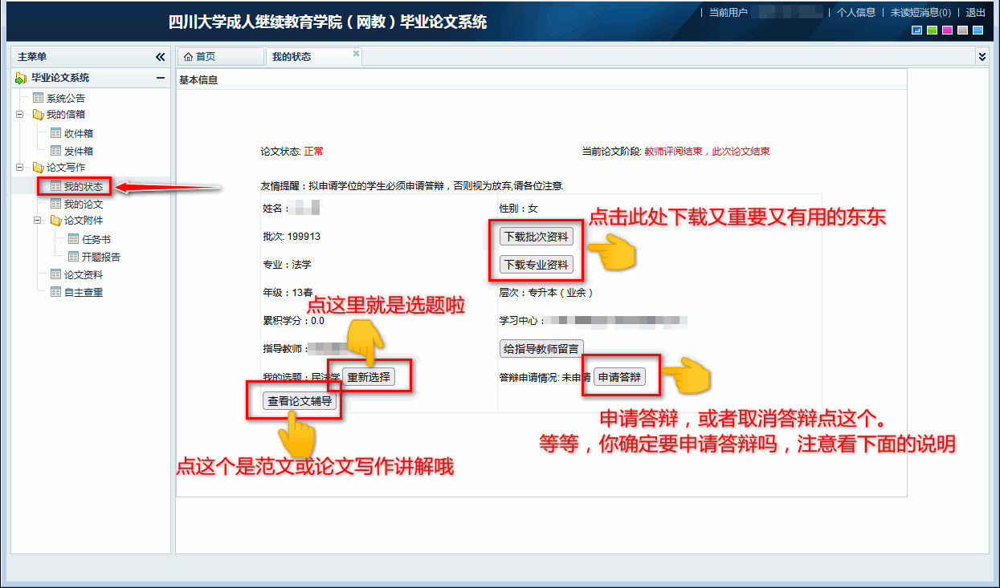 四川大学成人继续教育学院（网教）毕业论文系统
| 当前用户
| 个人信息 | 未读短消息(0) | 退出
主菜单
首页
我的状态
毕业论文系统
系统公告
我的信箱
收件箱
发件箱
论文写作
我的状态
我的论文
论文附件
任务书
开题报告
论文资料
自主查重
基本信息
论文状态: 正常
当前论文阶段: 教师评阅结束，此次论文结束
友情提醒：拟申请学位的学生必须申请答辩，否则视为放弃,请各位注意.
姓名：
性别：女
点击此处下载又重要又有用的东东
批次: 199913
下载批次资料
专业：法学
下载专业资料
年级：13春
层次：专升本（业余）
点这里就是选题啦
累积学分：0.0
学习中心：
指导教师：
给指导教师留言
我的选题：民法学
重新选择
答辩申请情况: 未申请
申请答辩
查看论文辅导
申请答辩，或者取消答辩点这个。
等等，你确定要申请答辩吗，注意看下面的说明
点这个是范文或论文写作讲解哦